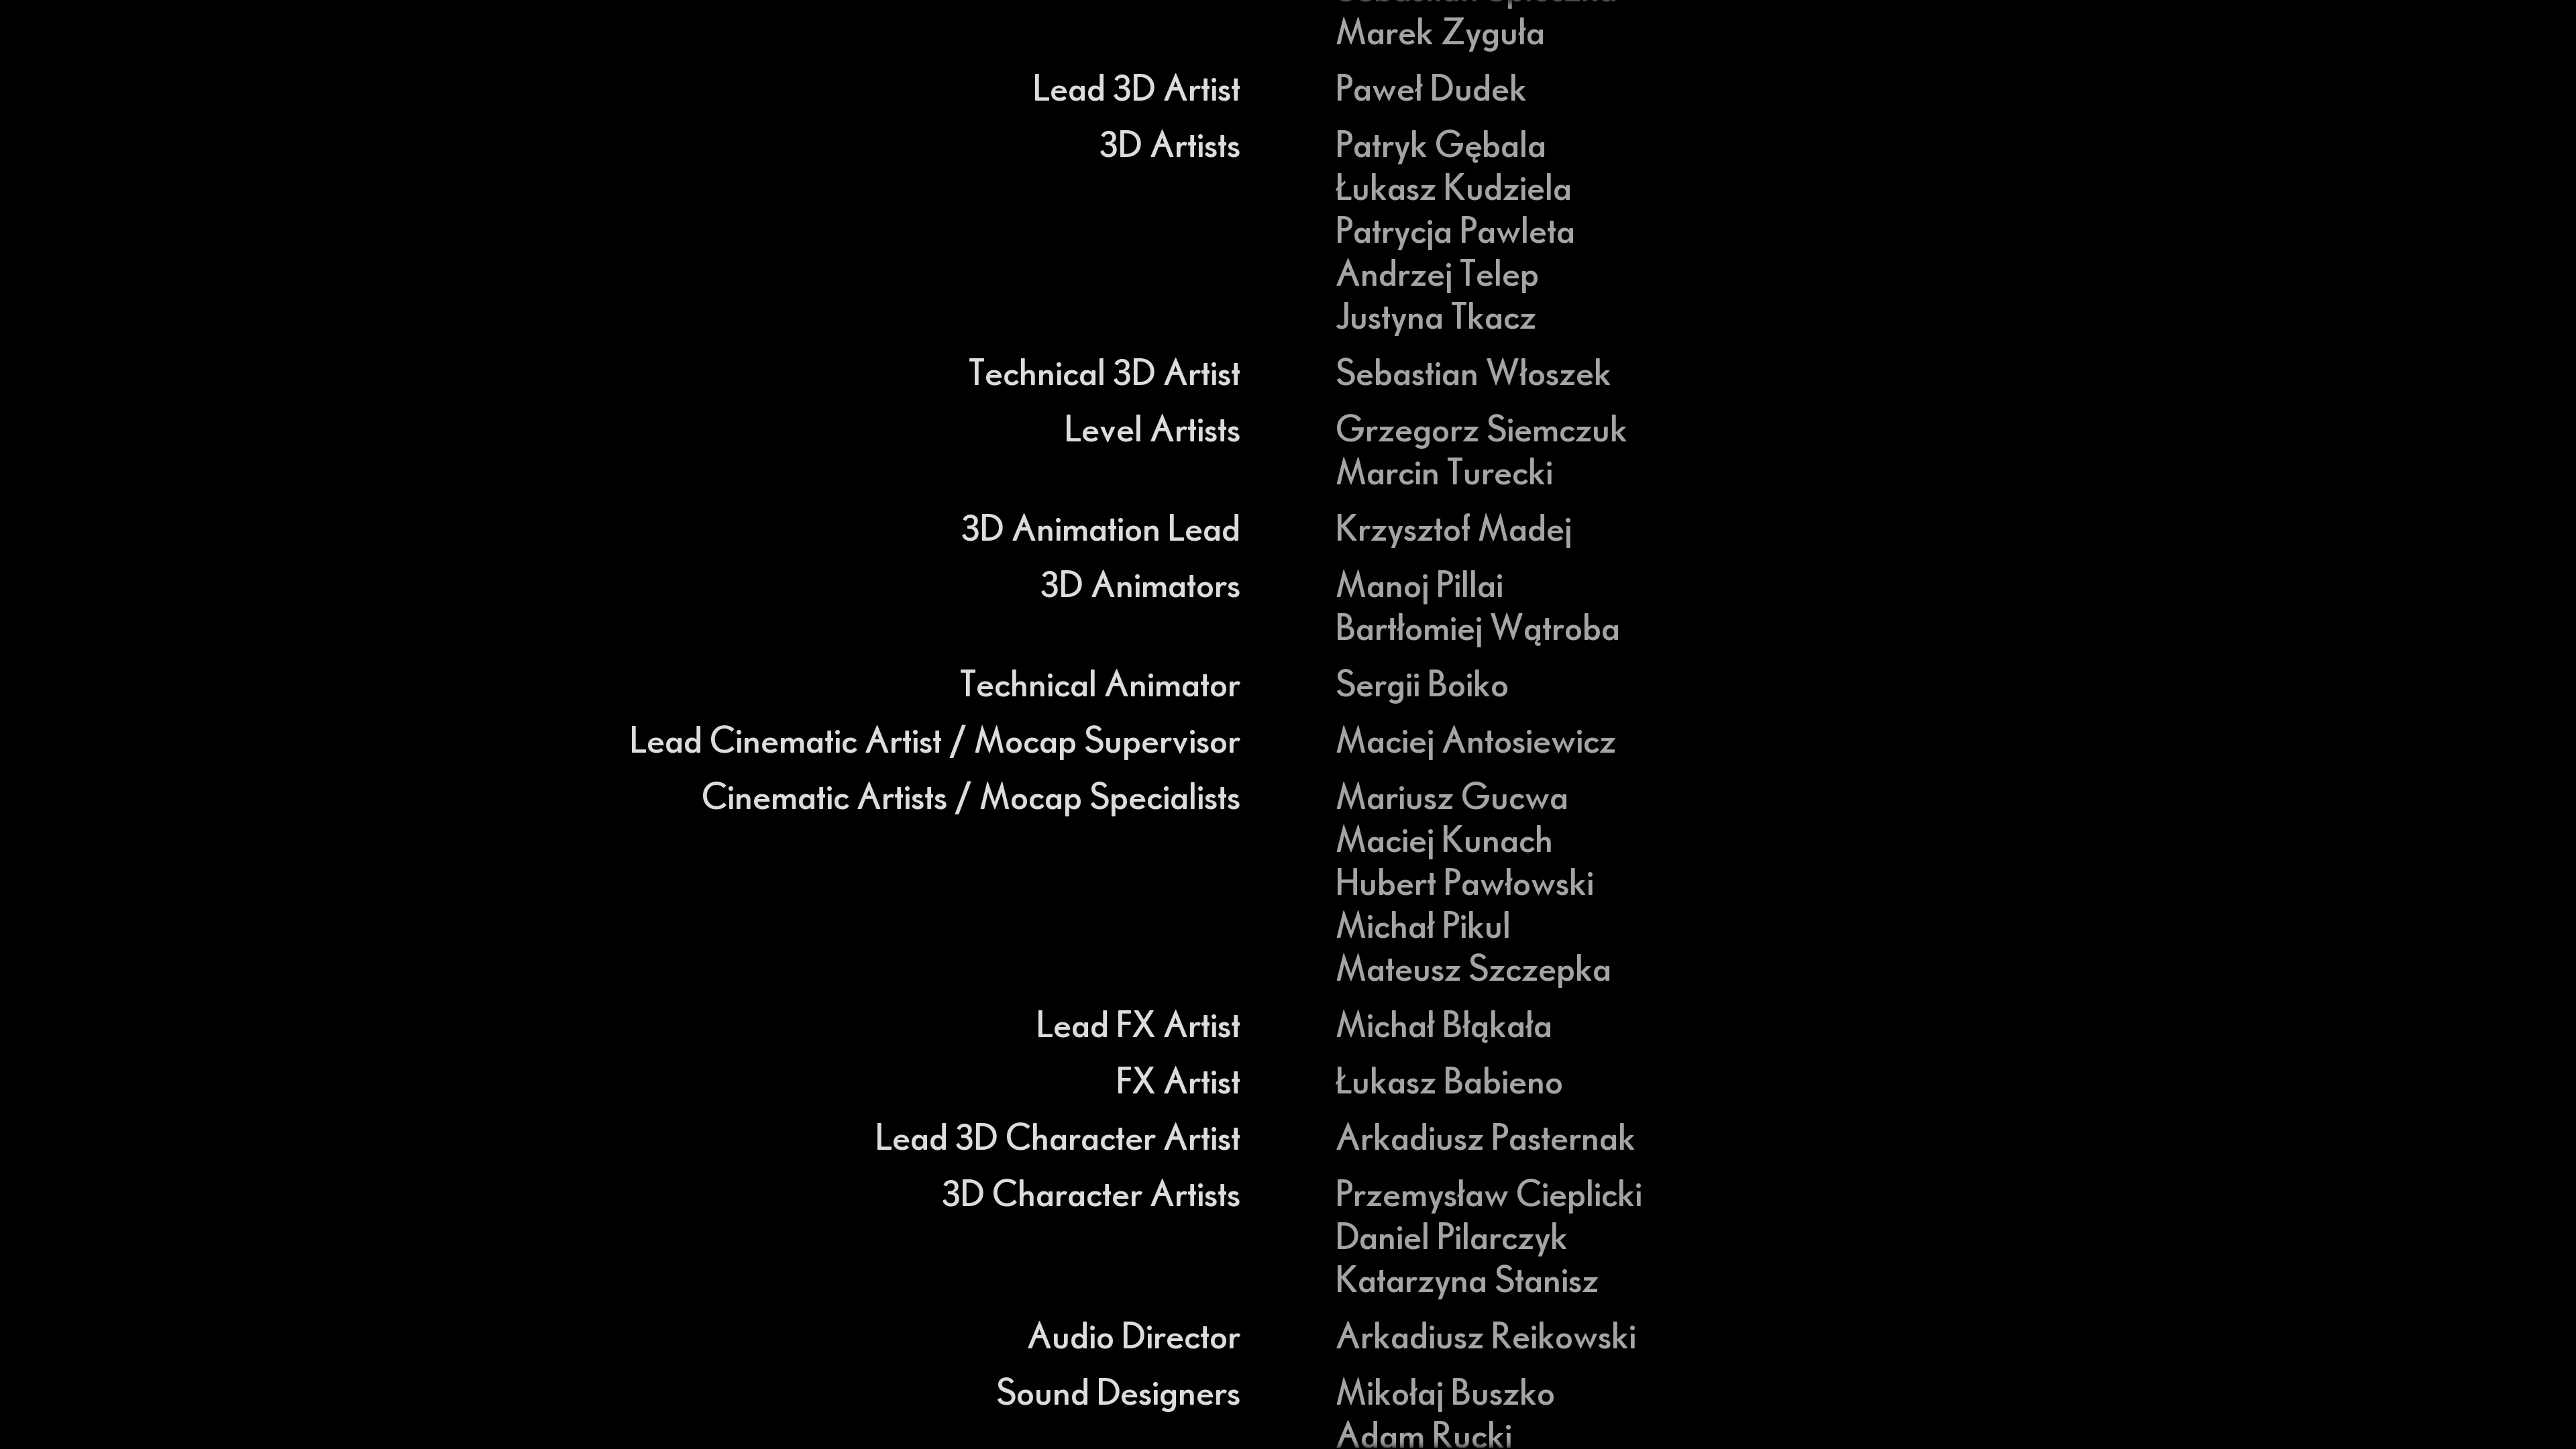 Marek Zyguła
Lead 3D Artist Paweł Dudek
3D Artists Patryk Gębala
Łukasz Kudziela
Patrycja Pawleta
Andrzej Telep
Justyna Tkacz
Technical 3D Artist Sebastian Włoszek
Level Artists Grzegorz Siemczuk
Marcin Turecki
3D Animation Lead Krzysztof Madej
3D Animators Manoj Pillai
Bartłomiej Wątroba
Technical Animator Sergii Boiko
Lead Cinematic Artist / Mocap Supervisor Maciej Antosiewicz
Cinematic Artists / Mocap Specialists Mariusz Gucwa
Maciej Kunach
Hubert Pawłowski
Michał Pikul
Mateusz Szczepka
Lead FX Artist Michał Błąkała
FX Artist Łukasz Babieno
Lead 3D Character Artist Arkadiusz Pasternak
3D Character Artists Przemysław Cieplicki
Daniel Pilarczyk
Katarzyna Stanisz
Audio Director Arkadiusz Reikowski
Sound Designers Mikołaj Buszko
Adam Rucki